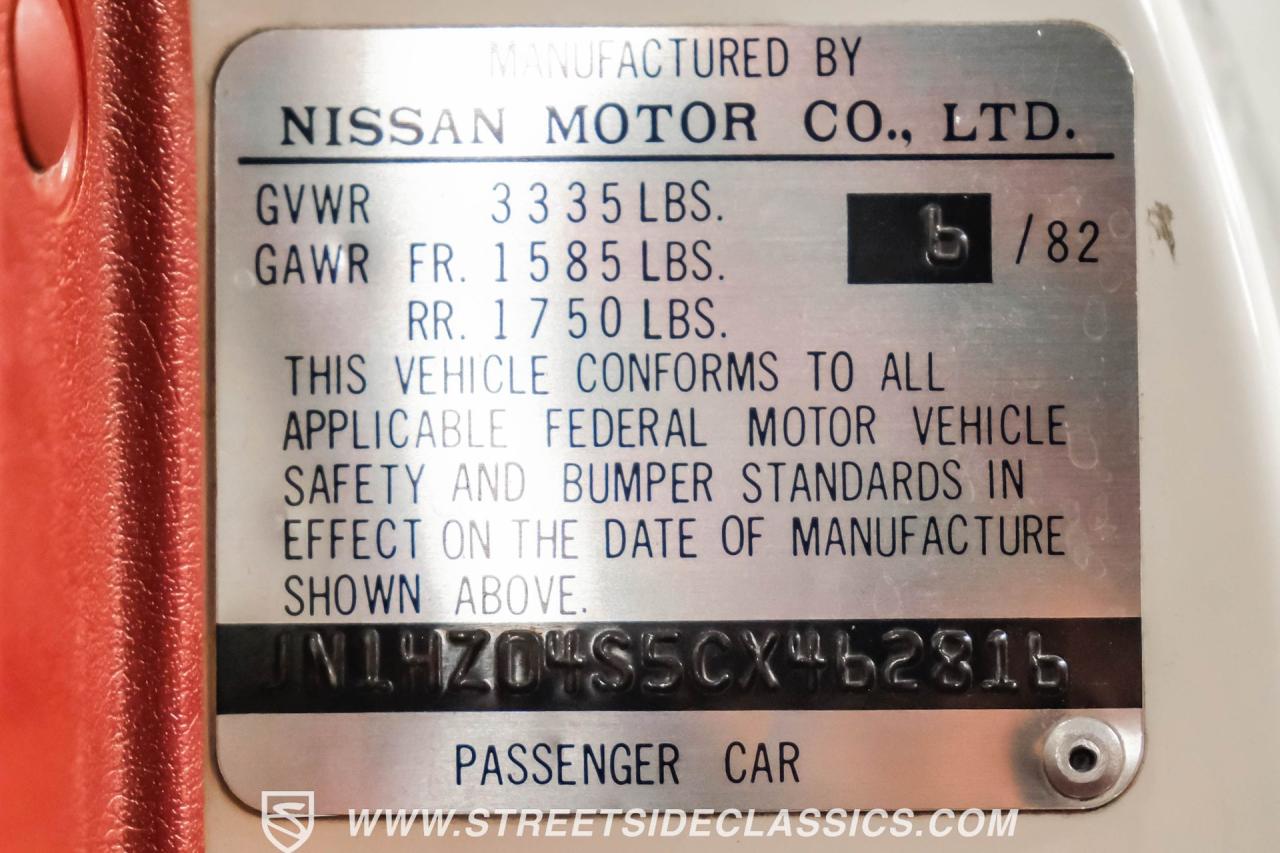 MANUFACTURED BY
NISSAN MOTOR CO., LTD.
GVWR 3335 LBS.
6 /82
GAWR FR. 1585 LBS.
RR. 1750 LBS.
THIS VEHICLE CONFORMS TO ALL
APPLICABLE FEDERAL MOTOR VEHICLE
SAFETY AND BUMPER STANDARDS IN
EFFECT ON THE DATE OF MANUFACTURE
SHOWN ABOVE.
JN1HZ04S5CX462816
PASSENGER CAR
WWW.STREETSIDECLASSICS.COM